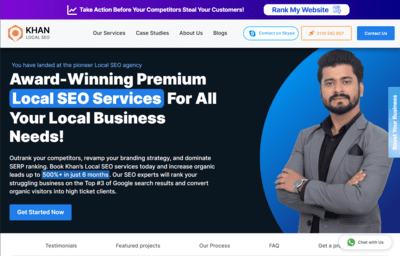 Take Action Before Your Competitors Steal Your Customers!
Rank My Website
KHAN
LOCAL SEO
Our Services
Case Studies
About Us
Blogs
Connect on Skype
Contact Us
You have landed at the pioneer Local SEO agency
Award-Winning Premium
Local SEO Services For All
Your Local Business
Needs!
Outrank your competitors, revamp your branding strategy, and dominate
SERP ranking. Book Khan's Local SEO services today and increase organic
leads up to 500%+ in just 6 months. Our SEO experts will rank your
struggling business on the Top #3 of Google search results and convert
organic visitors into high ticket clients.
Get Started Now
Boost Your Business
Testimonials
Featured projects
Our Process
FAQ
Get a pr
Chat with Us